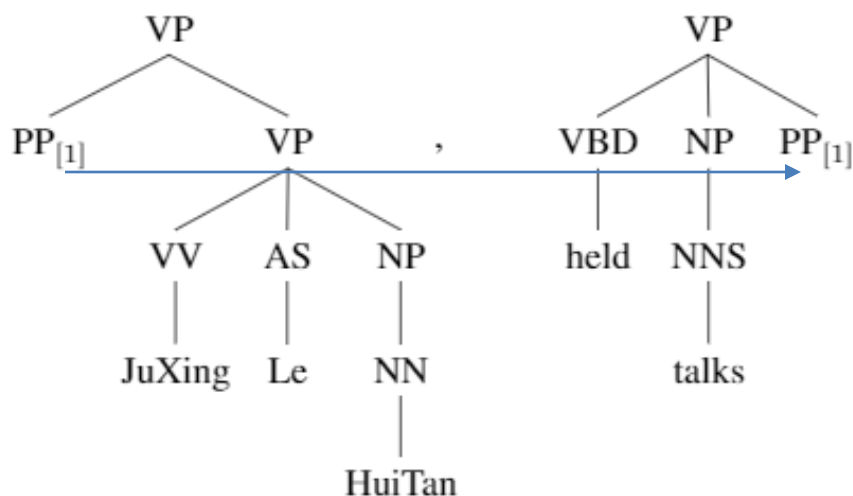 VP VP
PP[1] VP , VBD NP PP[1]
VV AS NP held NNS
JuXing Le NN talks
HuiTan